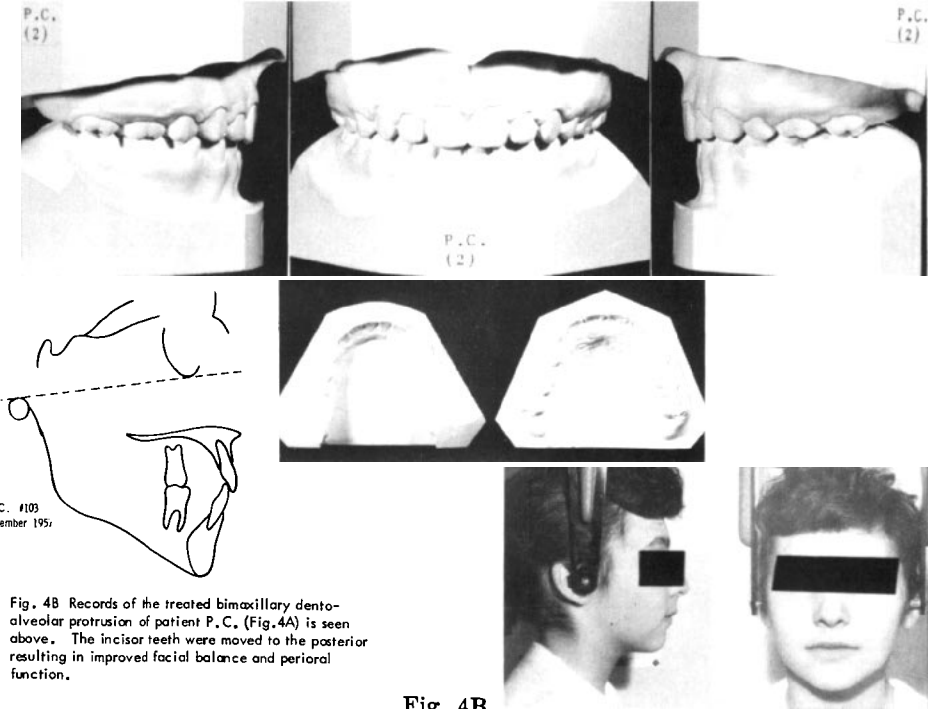 P.C.
(2)
P.C.
(2)
P.C.
(2)
C. #103
ember 195
Fig. 4B Records of the treated bimaxillary dento-
alveolar protrusion of patient P.C. (Fig.4A) is seen
above. The incisor teeth were moved to the posterior
resulting in improved facial balance and perioral
function.
Fig. 4B